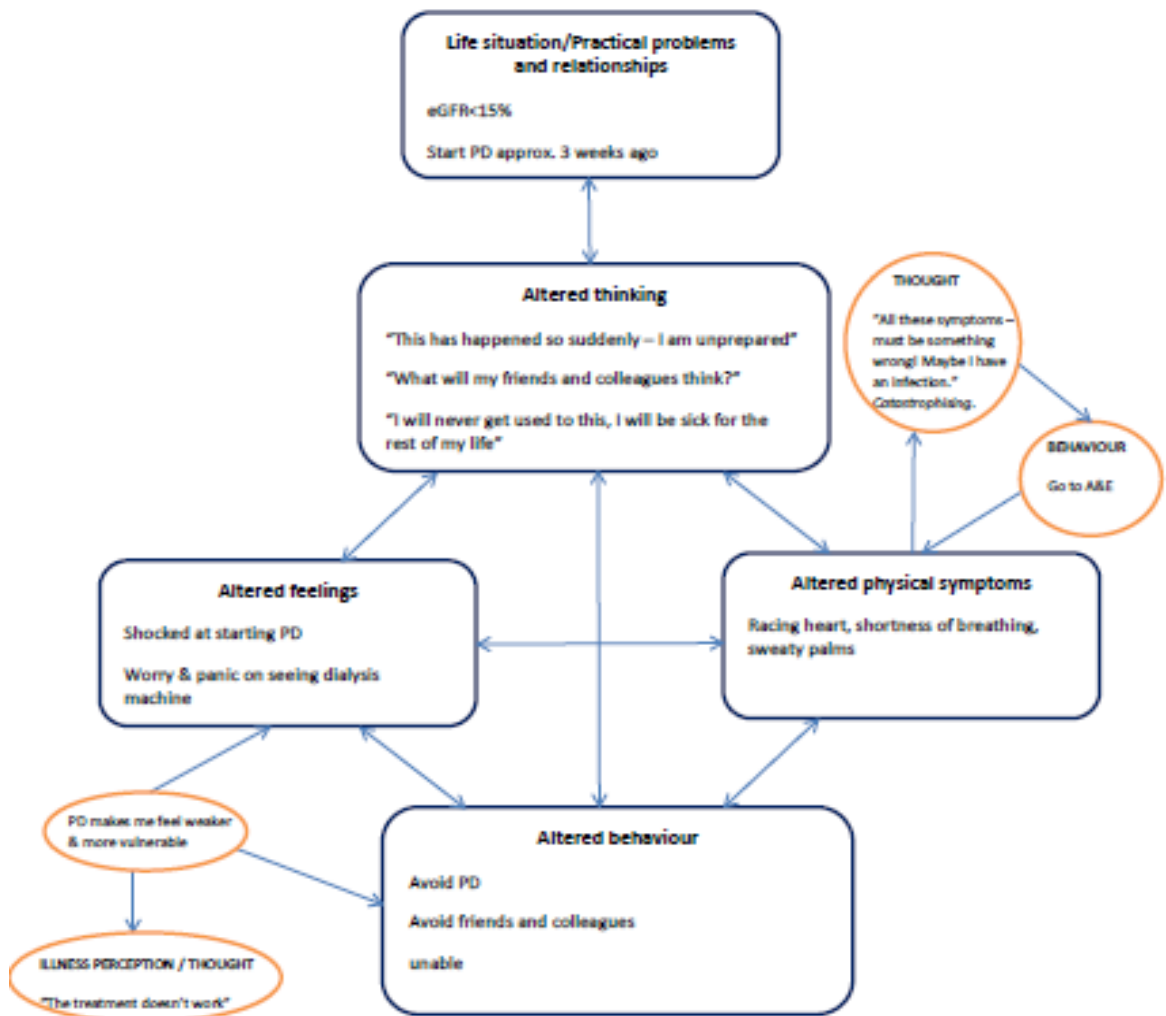 Life situation/Practical problems
and relationships
eGFR<15%
Start PD approx. 3 weeks ago
Altered thinking
"This has happened so suddenly – I am unprepared"
"What will my friends and colleagues think?"
"I will never get used to this, I will be sick for the
rest of my life"
THOUGHT
"All these symptoms –
must be something
wrong! Maybe I have
an infection."
Catastrophising.
BEHAVIOUR
Go to A&E
Altered feelings
Shocked at starting PD
Worry & panic on seeing dialysis
machine
Altered physical symptoms
Racing heart, shortness of breathing,
sweaty palms
PD makes me feel weaker
& more vulnerable
Altered behaviour
Avoid PD
Avoid friends and colleagues
unable
ILLNESS PERCEPTION / THOUGHT
"The treatment doesn't work"